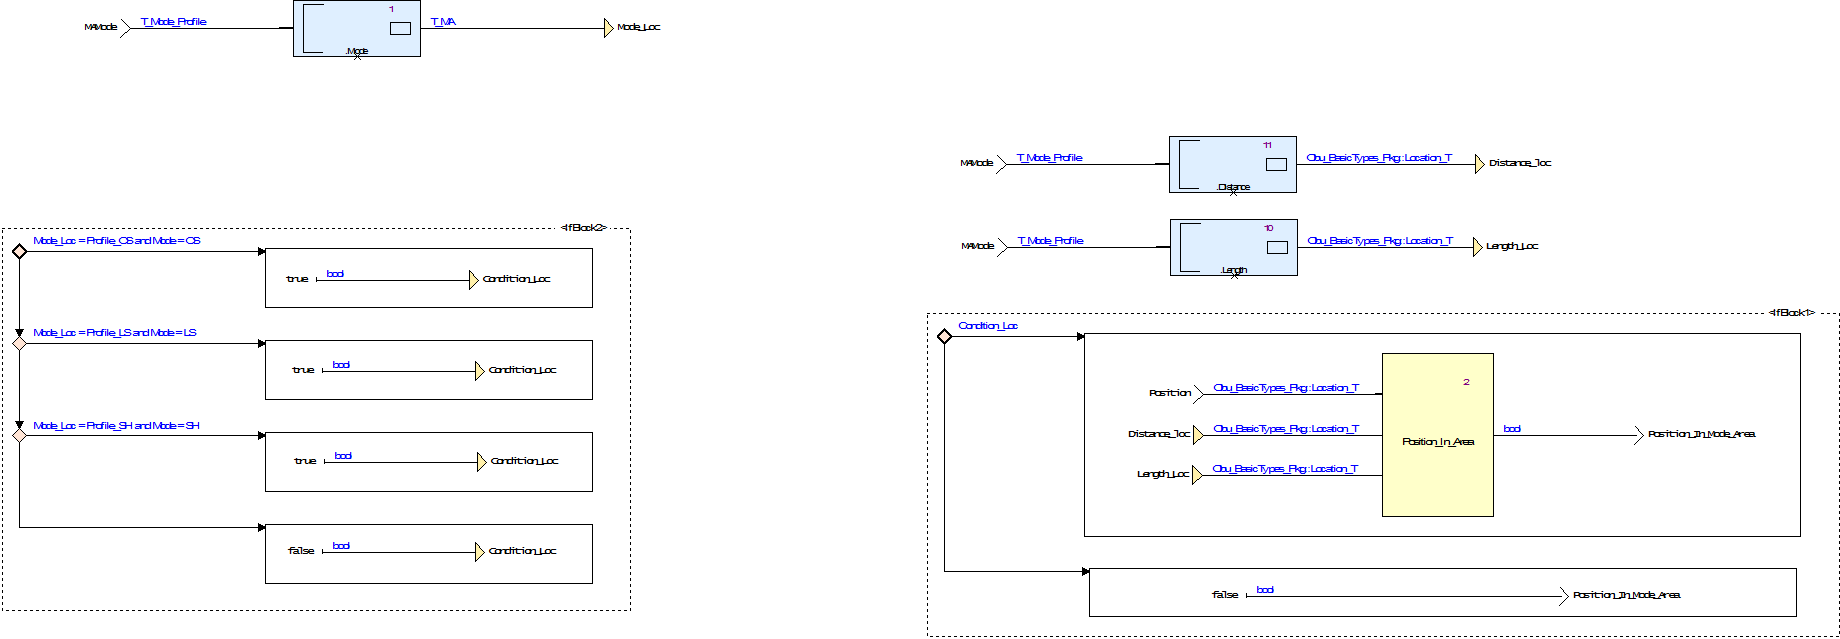 MAMode
T_Mode_Profile
1
.Mode
T_MA
Mode_Loc
MAMode
T_Mode_Profile
11
.Distance
Obu_BasicTypes_Pkg::Location_T
Distance_loc
MAMode
T_Mode_Profile
10
.Length
Obu_BasicTypes_Pkg::Location_T
Length_Loc
<IfBlock2>
Mode_Loc = Profile_OS and Mode = OS
true
bool
Condition_Loc
Mode_Loc = Profile_LS and Mode = LS
true
bool
Condition_Loc
Mode_Loc = Profile_SH and Mode = SH
true
bool
Condition_Loc
false
bool
Condition_Loc
<IfBlock1>
Condition_Loc
Position
Obu_BasicTypes_Pkg::Location_T
Distance_loc
Obu_BasicTypes_Pkg::Location_T
Length_Loc
Obu_BasicTypes_Pkg::Location_T
2
Position_In_Area
bool
Position_In_Mode_Area
false
bool
Position_In_Mode_Area